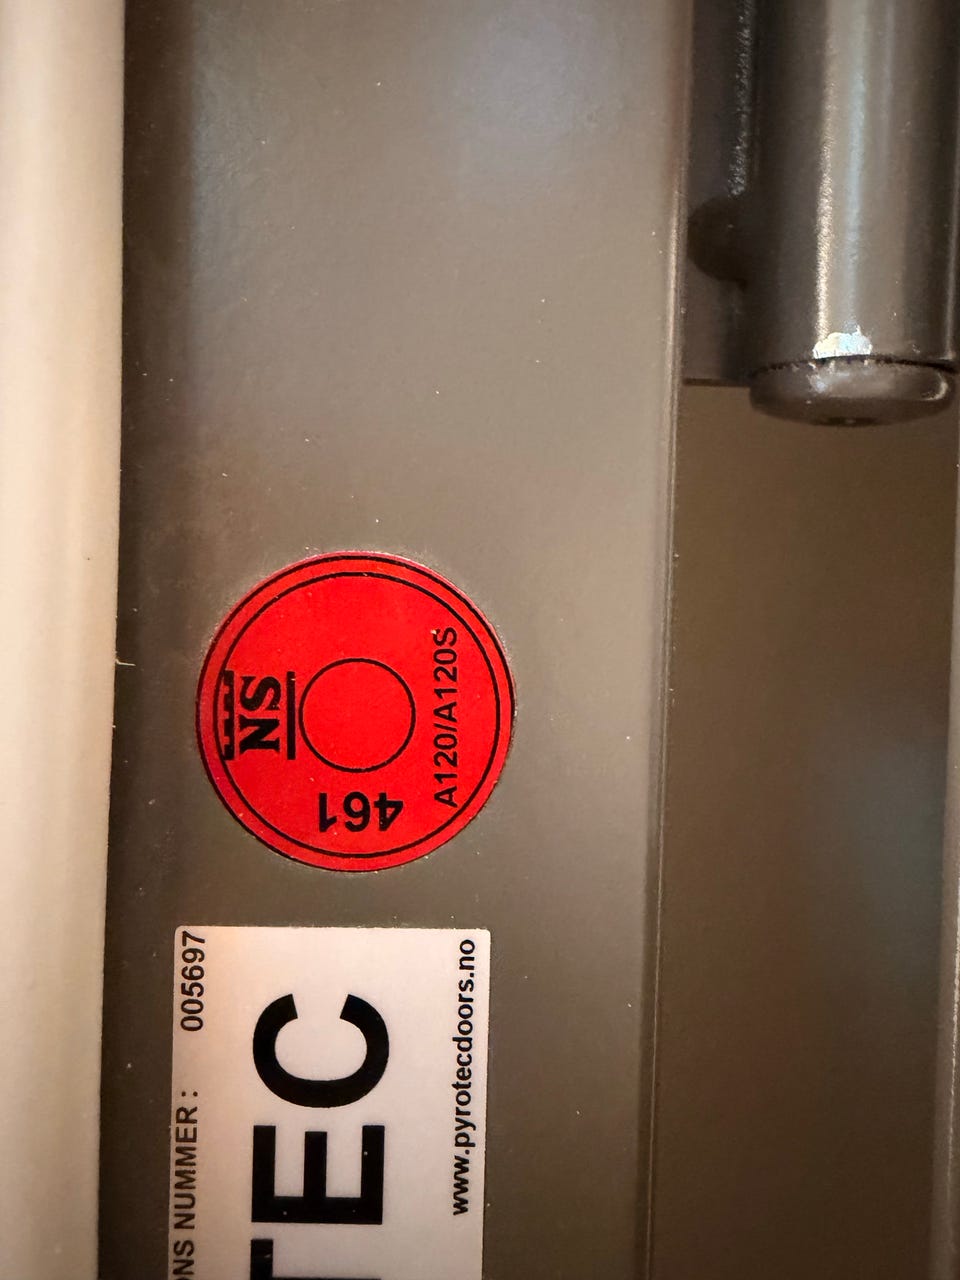 NS
461
A120/A120S
ONS NUMMER : 005697
TEC
www.pyrotecdoors.no